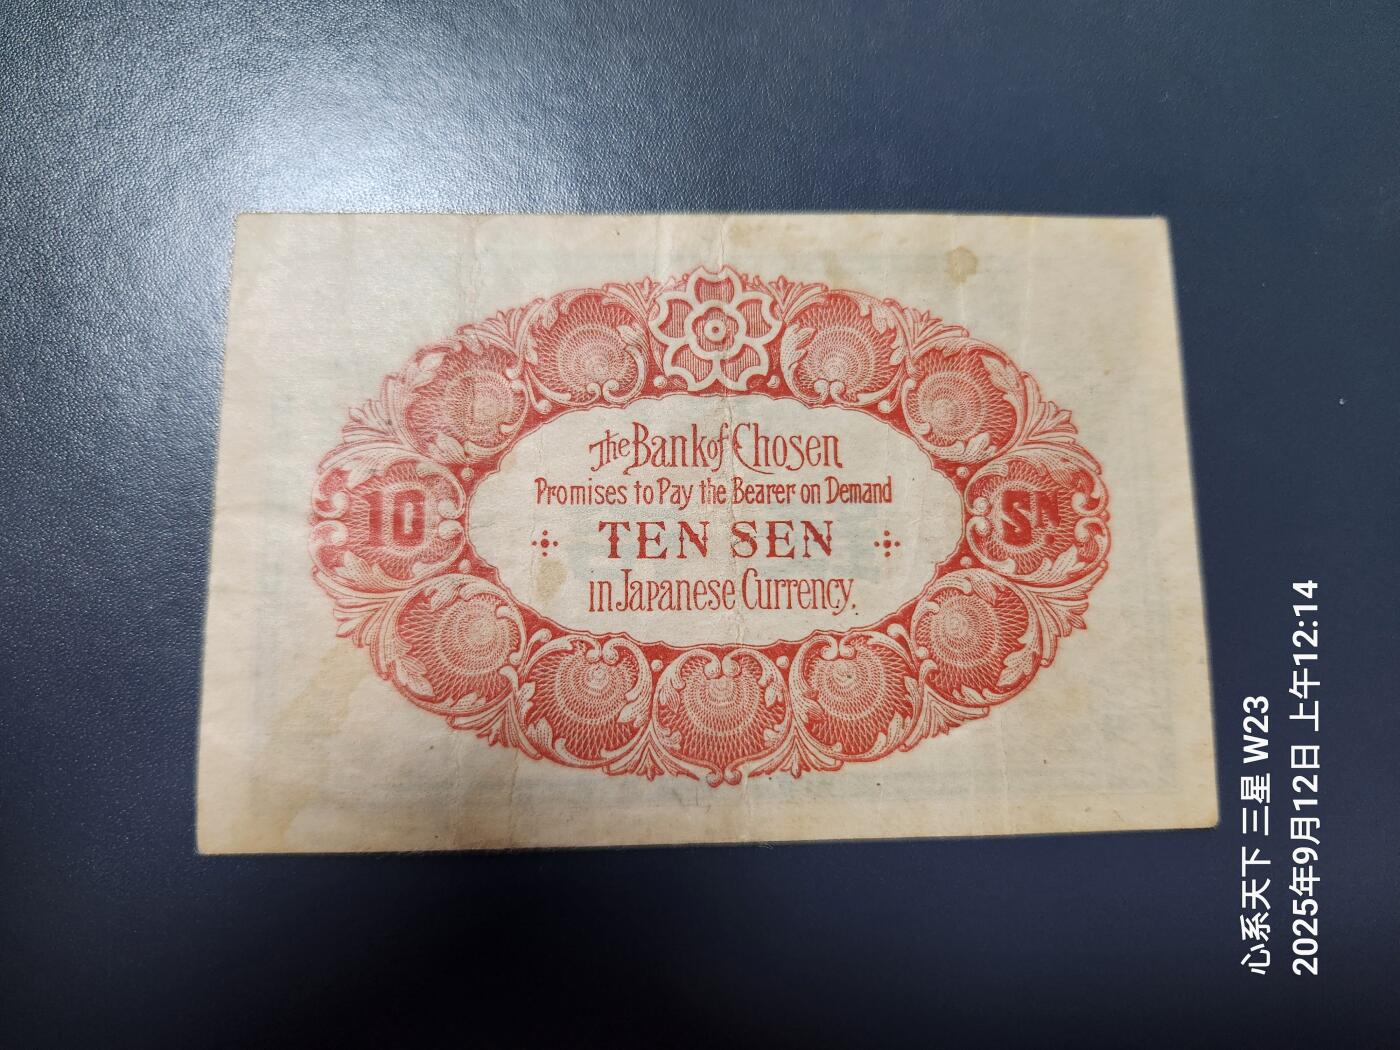 The Bank of Chosen
Promises to Pay the Bearer on Demand
TEN SEN
in Japanese Currency.
10
SN.
心系天下 三星 W23
2025年9月12日 上午12:14